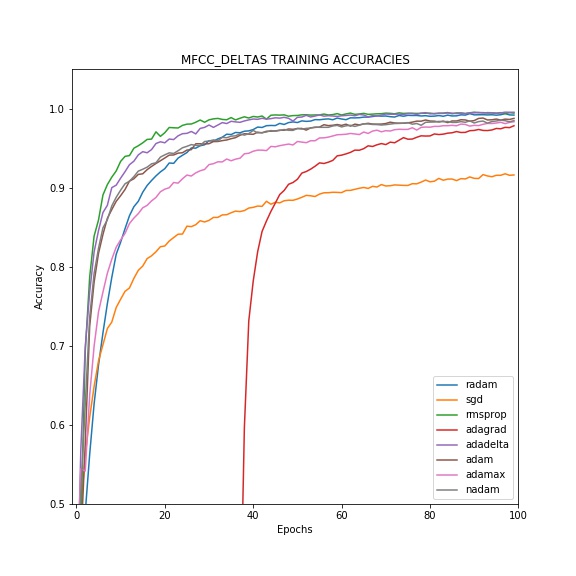 MFCC_DELTAS TRAINING ACCURACIES
1.0
0.9
0.8
0.7
0.6
0.5
Accuracy
0
20
40
60
80
100
Epochs
radam
sgd
rmsprop
adagrad
adadelta
adam
adamax
nadam